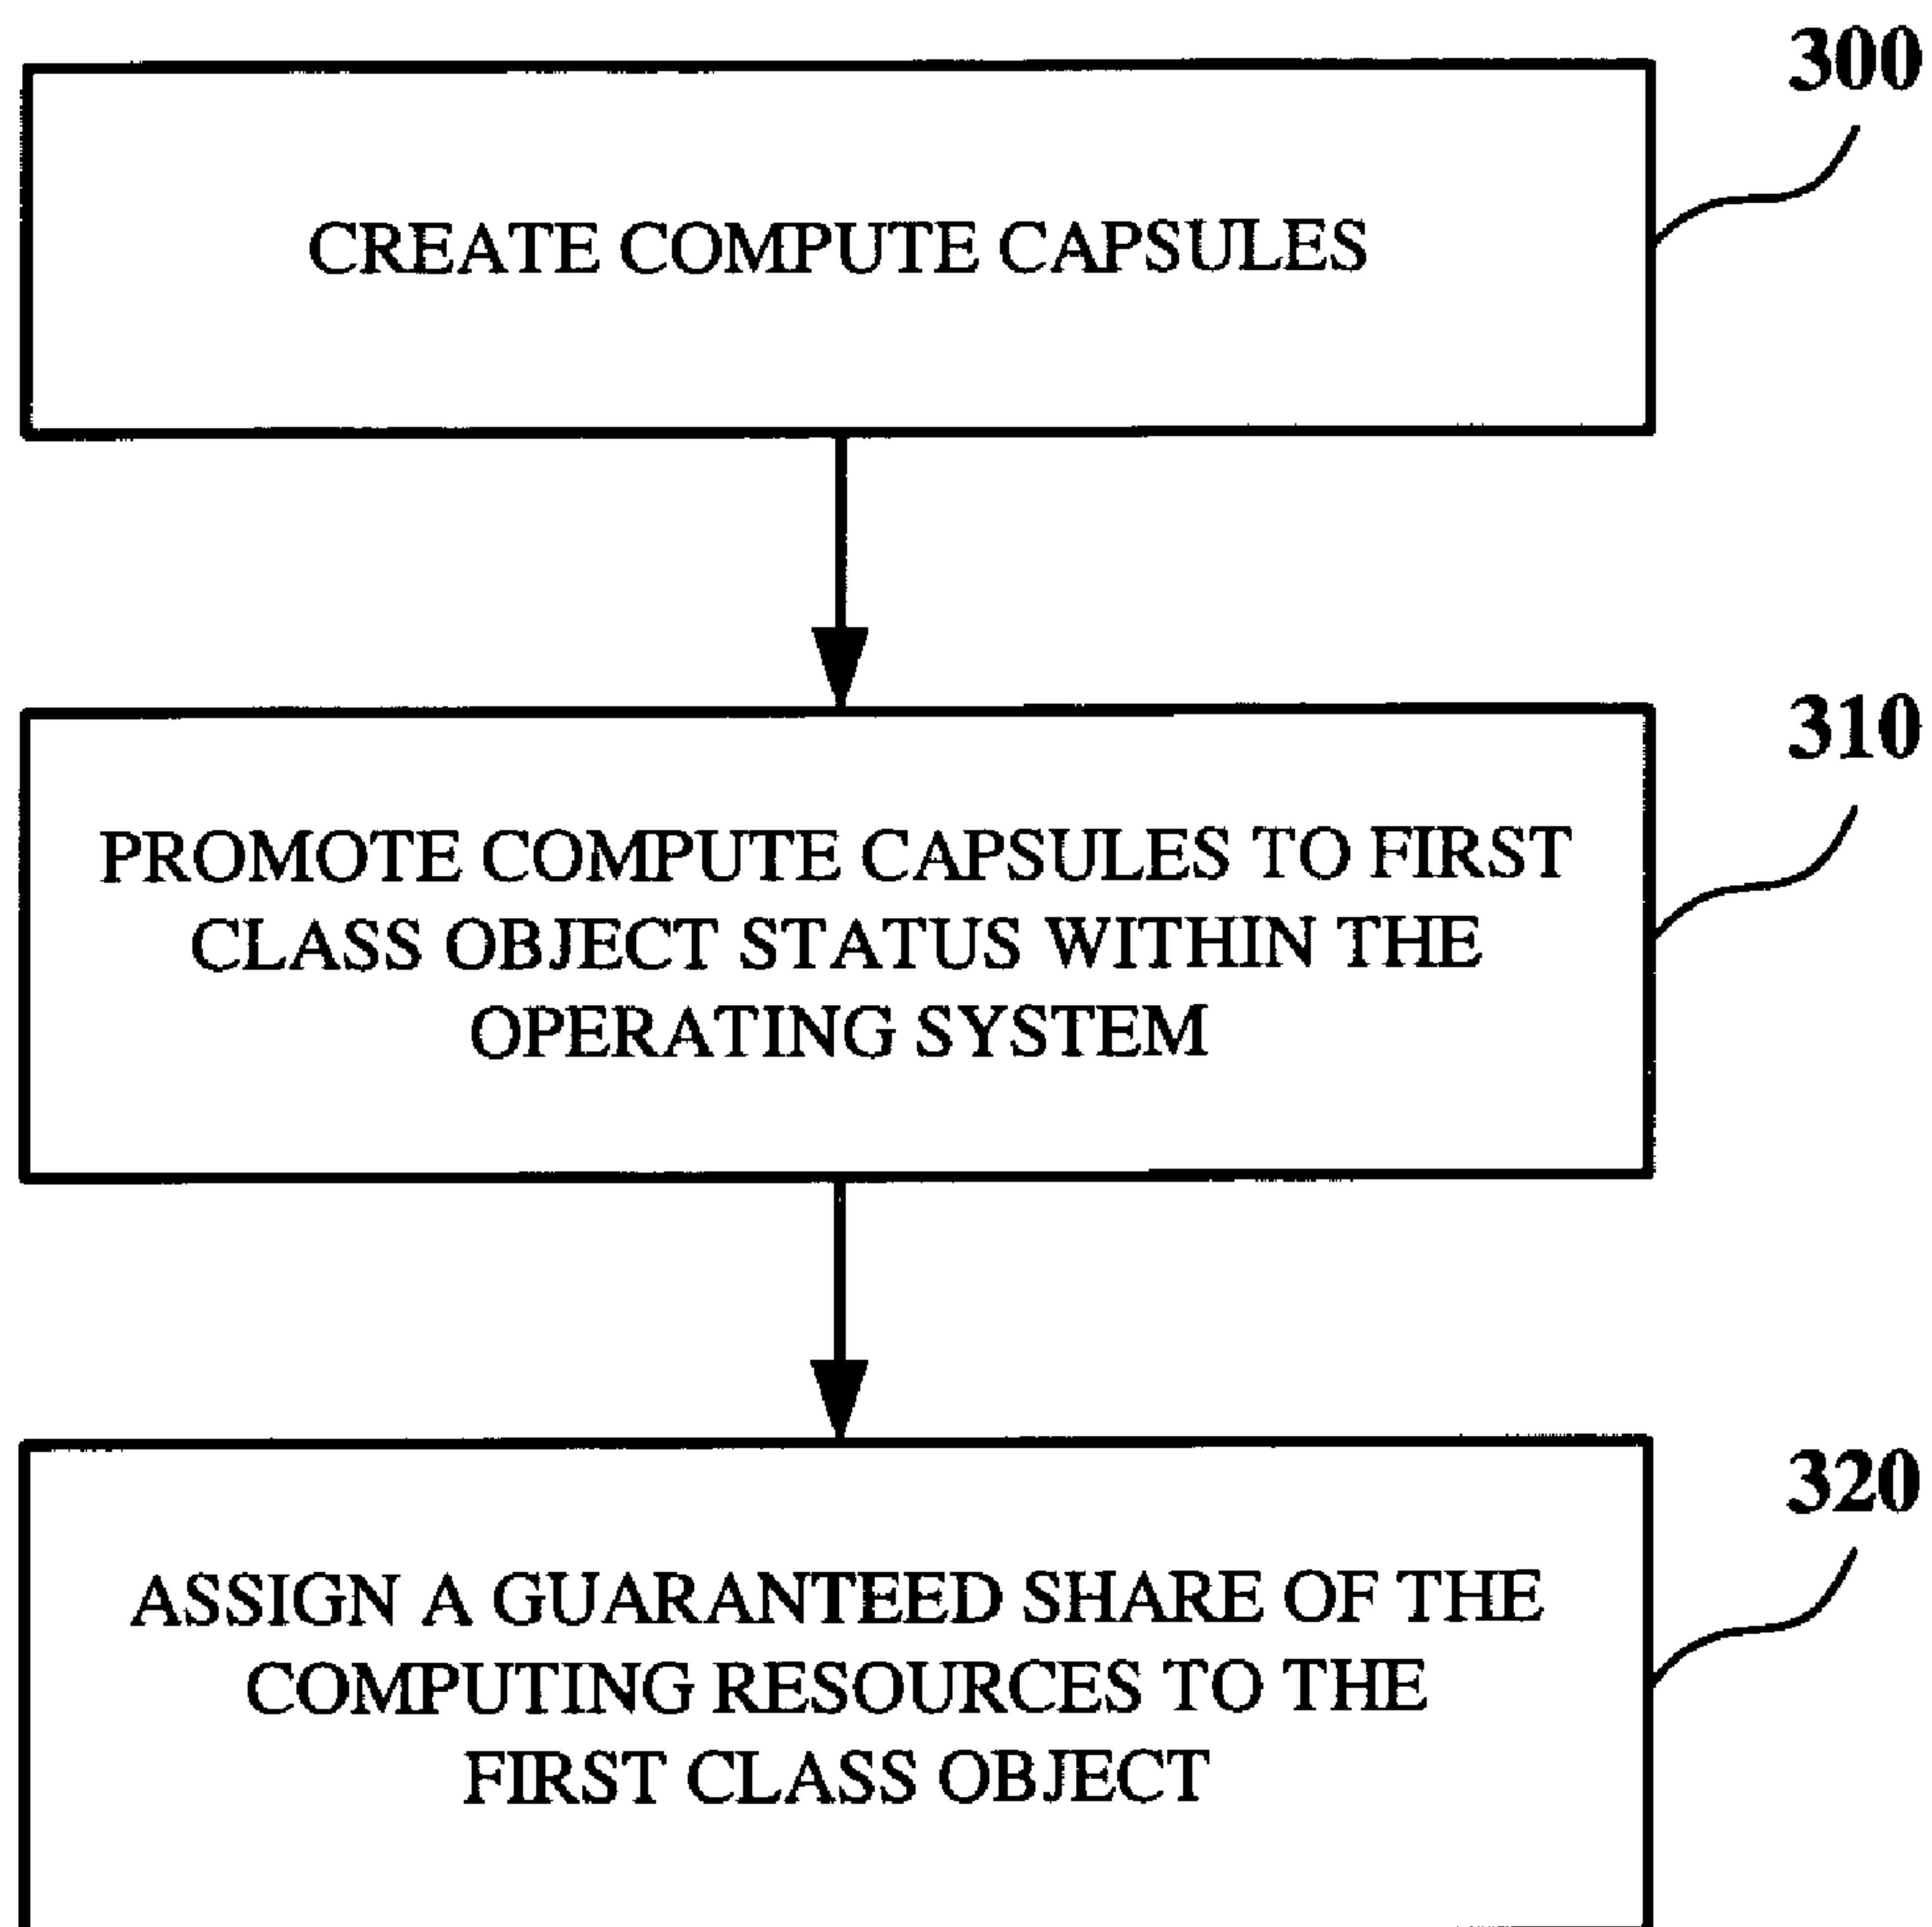 300
CREATE COMPUTE CAPSULES
310
PROMOTE COMPUTE CAPSULES TO FIRST
CLASS OBJECT STATUS WITHIN THE
OPERATING SYSTEM
320
ASSIGN A GUARANTEED SHARE OF THE
COMPUTING RESOURCES TO THE
FIRST CLASS OBJECT